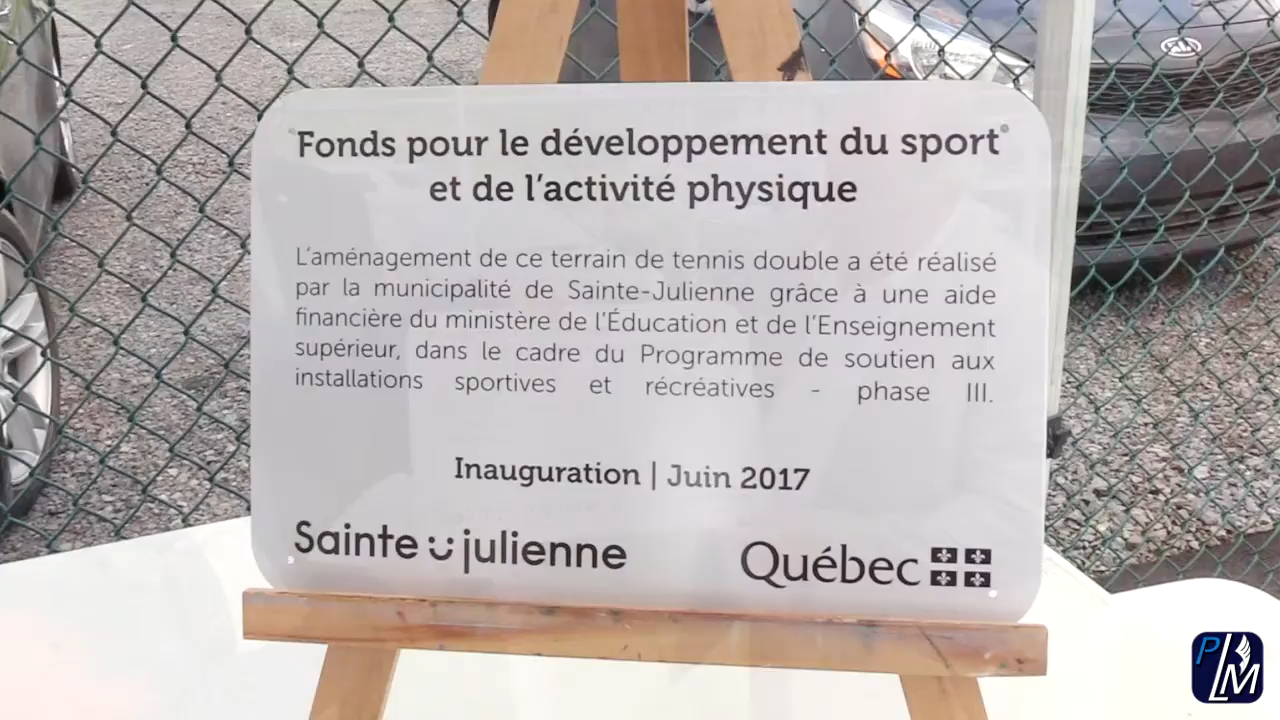 Fonds pour le développement du sport
et de l'activité physique
L'aménagement de ce terrain de tennis double a été réalisé
par la municipalité de Sainte-Julienne grâce à une aide
financière du ministère de l'Éducation et de l'Enseignement
supérieur, dans le cadre du Programme de soutien aux
installations sportives et récréatives - phase III.
Inauguration | Juin 2017
Sainte julienne
Québec
KIA
PLM